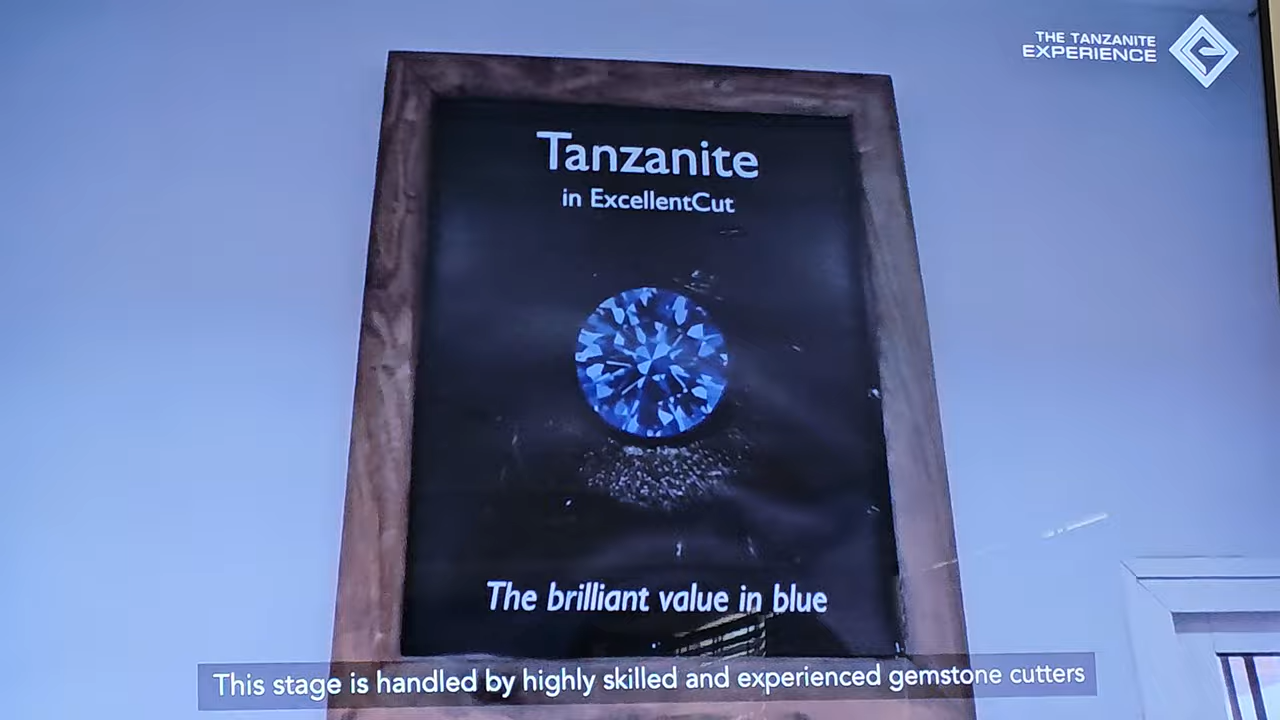 THE TANZANITE
EXPERIENCE
Tanzanite
in ExcellentCut
The brilliant value in blue
This stage is handled by highly skilled and experienced gemstone cutters